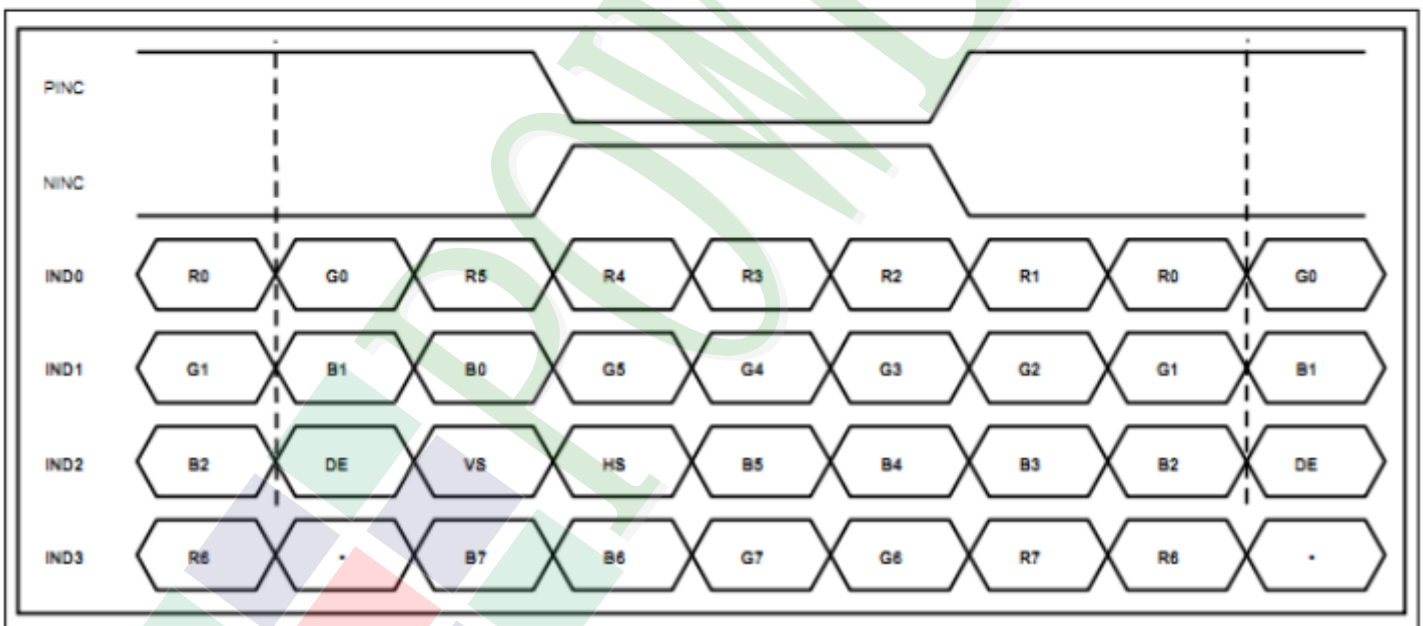 PINC
NINC
IND0 R0 G0 R5 R4 R3 R2 R1 R0 G0
IND1 G1 B1 B0 G5 G4 G3 G2 G1 B1
IND2 B2 DE VS HS B5 B4 B3 B2 DE
IND3 R6 - B7 B6 G7 G6 R7 R6 -